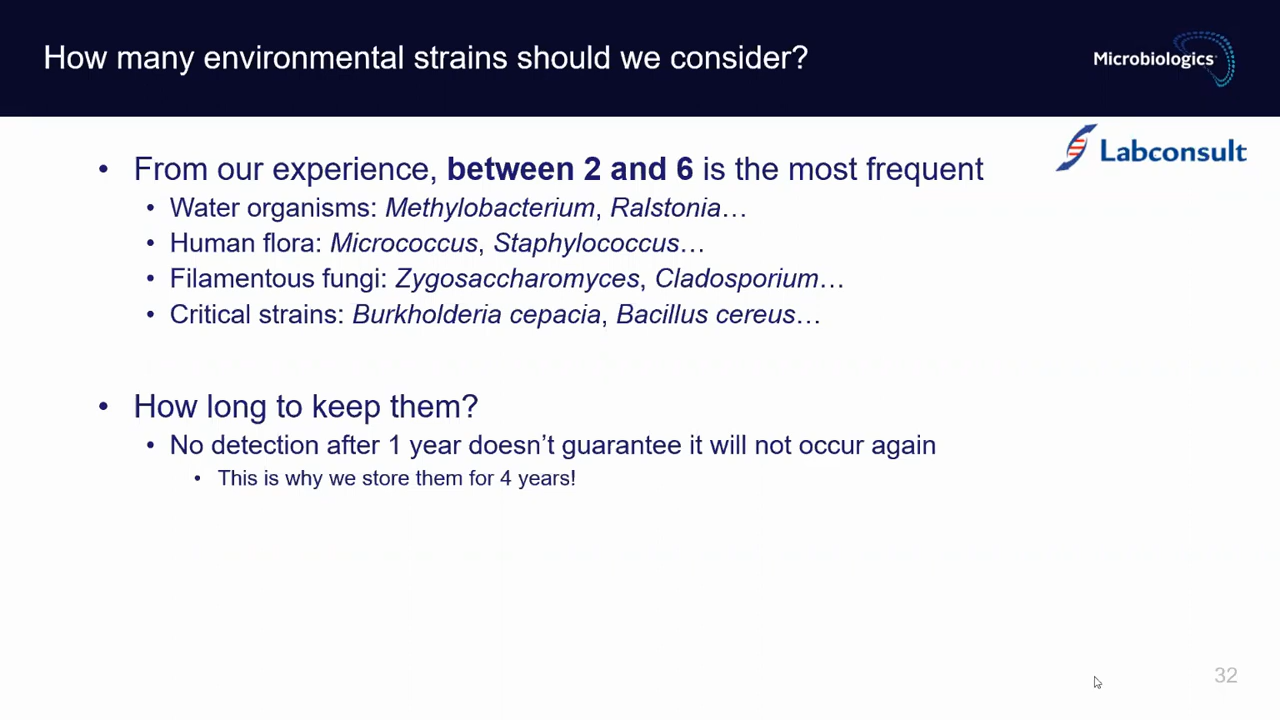 How many environmental strains should we consider?
Microbiologics
Labconsult
• From our experience, between 2 and 6 is the most frequent
• Water organisms: Methylobacterium, Ralstonia…
• Human flora: Micrococcus, Staphylococcus…
• Filamentous fungi: Zygosaccharomyces, Cladosporium…
• Critical strains: Burkholderia cepacia, Bacillus cereus…
• How long to keep them?
• No detection after 1 year doesn’t guarantee it will not occur again
• This is why we store them for 4 years!
32